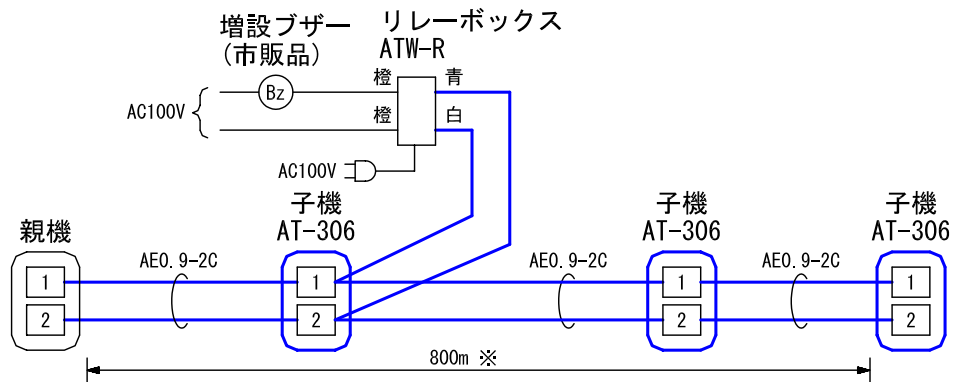 増設ブザー
(市販品)
リレーボックス
ATW-R
橙
青
Bz
AC100V
橙
白
AC100V
親機
子機
AT-306
子機
AT-306
子機
AT-306
AE0.9-2C
AE0.9-2C
AE0.9-2C
1
1
1
1
2
2
2
2
800m ※